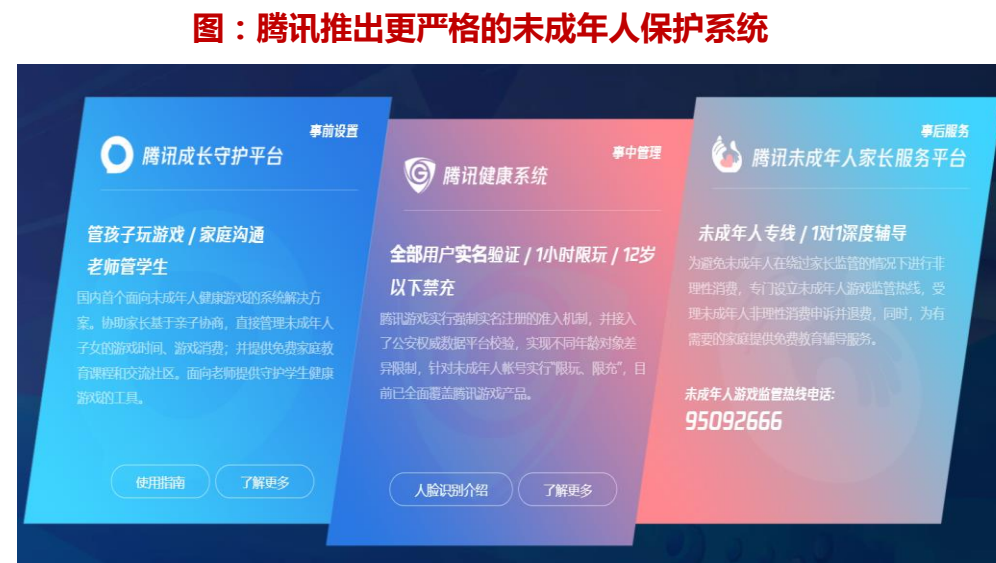 图：腾讯推出更严格的未成年人保护系统
事前设置
腾讯成长守护平台
管孩子玩游戏 / 家庭沟通
老师管学生
国内首个面向未成年人健康游戏的系统解决方
案。协助家长基于亲子协商，直接管理未成年人
子女的游戏时间、游戏消费；并提供免费家庭教
育课程和交流社区。面向老师提供守护学生健康
游戏的工具。
使用指南
了解更多
事中管理
腾讯健康系统
全部用户实名验证 / 1小时限玩 / 12岁
以下禁充
腾讯游戏实行强制实名注册的准入机制，并接入
了公安权威数据平台校验，实现不同年龄对象差
异限制，针对未成年人帐号实行“限玩、限充”，目
前已全面覆盖腾讯游戏产品。
人脸识别介绍
了解更多
事后服务
腾讯未成年人家长服务平台
未成年人专线 / 1对1深度辅导
为避免未成年人在绕过家长监管的情况下进行非
理性消费，专门设立未成年人游戏监管热线，受
理未成年人非理性消费申诉并退费，同时，为有
需要的家庭提供免费教育辅导服务。
未成年人游戏监管热线电话:
95092666